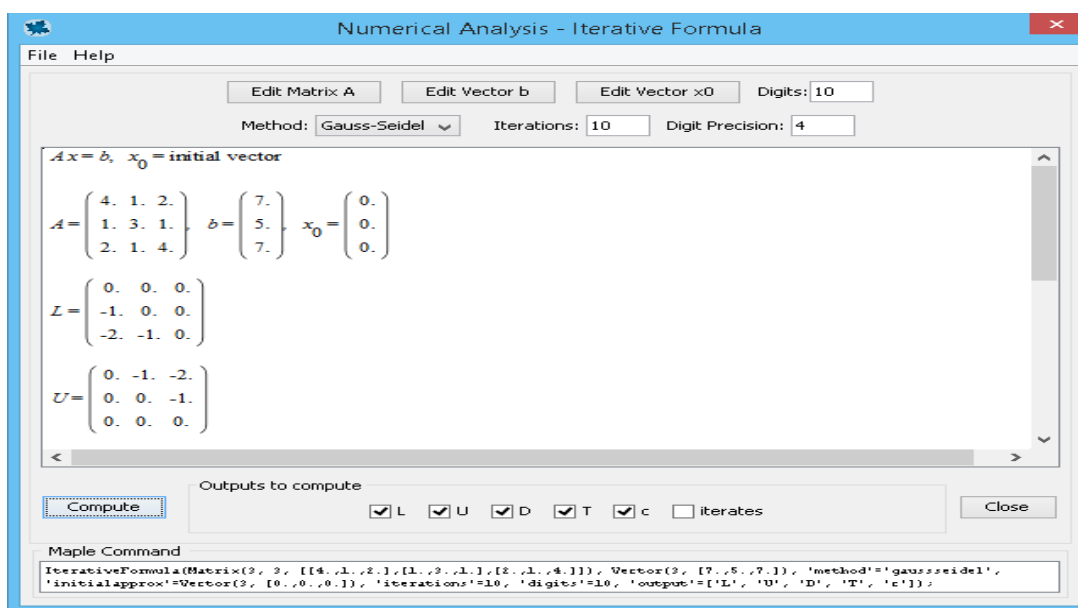 Numerical Analysis - Iterative Formula
File Help
Edit Matrix A Edit Vector b Edit Vector x0 Digits: 10
Method: Gauss-Seidel Iterations: 10 Digit Precision: 4
Ax = b, x₀ = initial vector
4. 1. 2. 7. 0.
A = 1. 3. 1. , b = 5. , x₀ = 0.
2. 1. 4. 7. 0.
0. 0. 0.
L = -1. 0. 0.
-2. -1. 0.
0. -1. -2.
U = 0. 0. -1.
0. 0. 0.
Outputs to compute
Compute L U D T c iterates Close
Maple Command
IterativeFormula(Matrix(3, 3, [[4.,1.,2.],[1.,3.,1.],[2.,1.,4.]]), Vector(3, [7.,5.,7.]), 'method'='gaussseidel',
'initialapprox'=Vector(3, [0.,0.,0.]), 'iterations'=10, 'digits'=10, 'output'=['L', 'U', 'D', 'T', 'c']);